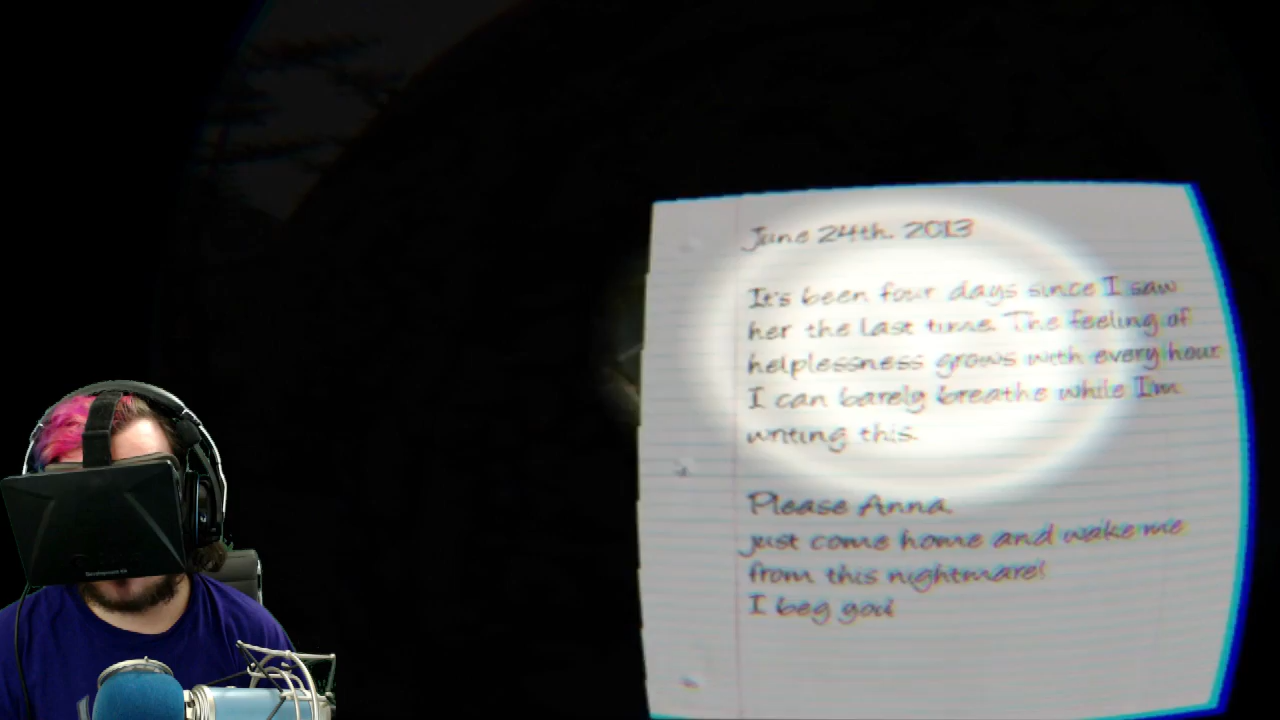 June 24th. 2013
It's been four days since I saw
her the last time. The feeling of
helplessness grows with every hour.
I can barely breathe while I'm
writing this.
Please Anna.
just come home and wake me
from this nightmare!
I beg you